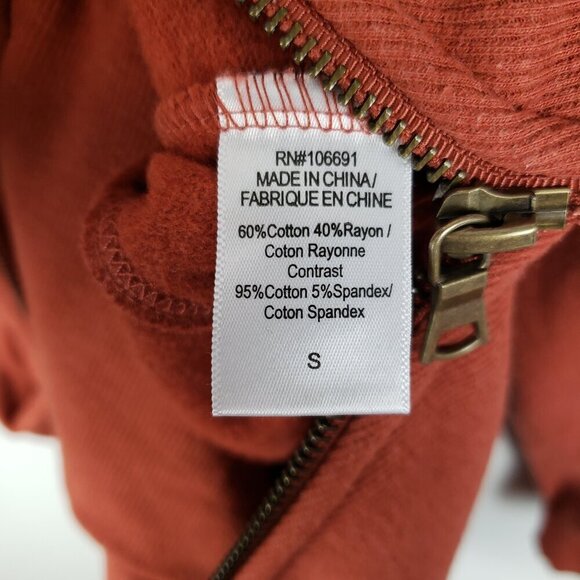 RN#106691
MADE IN CHINA/
FABRIQUE EN CHINE
60%Cotton 40%Rayon /
Coton Rayonne
Contrast
95%Cotton 5%Spandex/
Coton Spandex
S